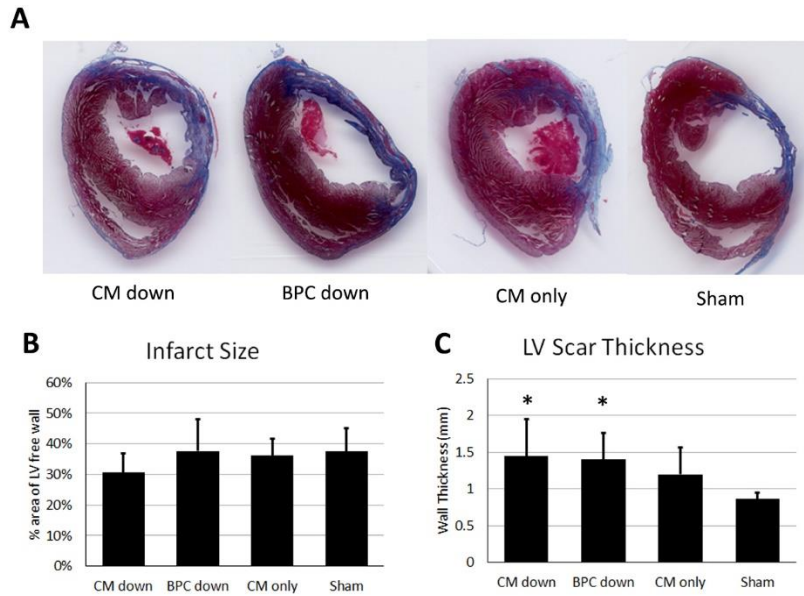 A
CM down
BPC down
CM only
Sham
B
Infarct Size
% area of LV free wall
60%
50%
40%
30%
20%
10%
0%
CM down
BPC down
CM only
Sham
C
LV Scar Thickness
Wall Thickness (mm)
2.5
2
1.5
1
0.5
0
*
*
CM down
BPC down
CM only
Sham